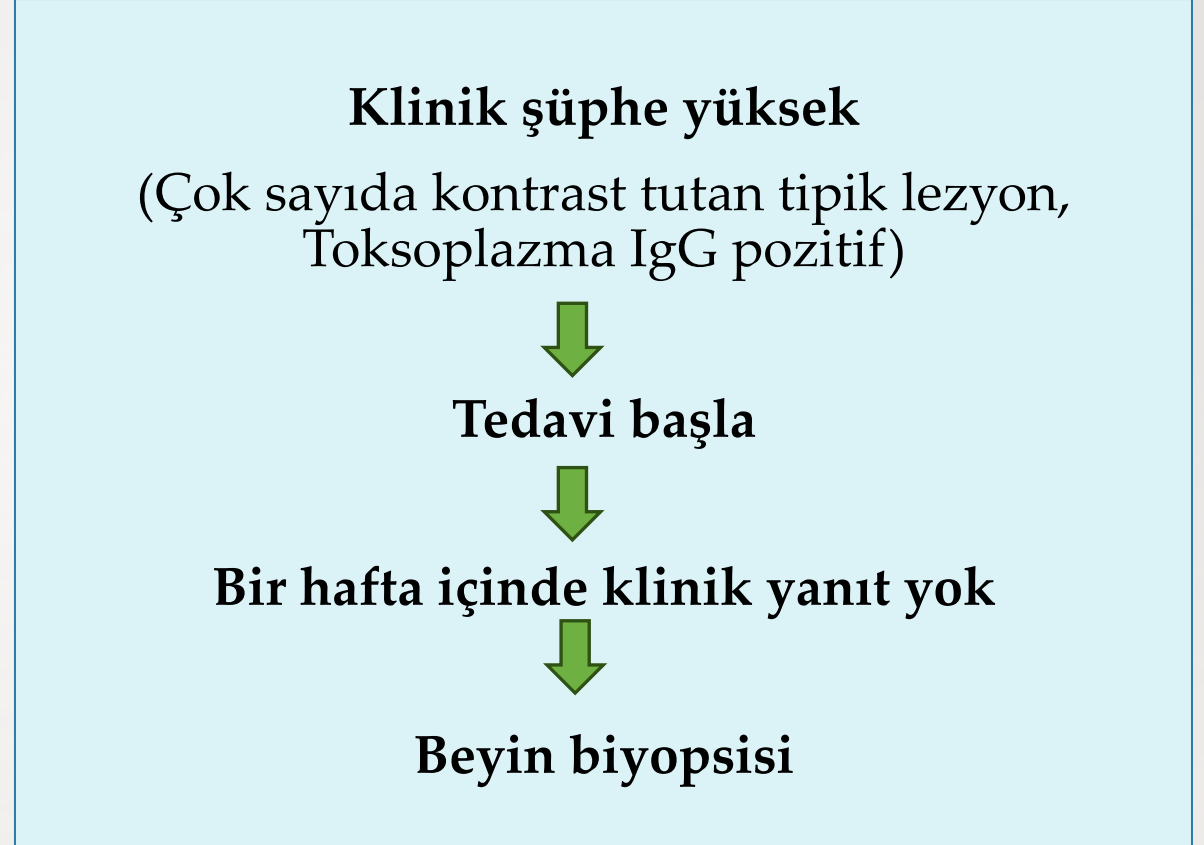 Klinik şüphe yüksek
(Çok sayıda kontrast tutan tipik lezyon,
Toksoplazma IgG pozitif)
Tedavi başla
Bir hafta içinde klinik yanıt yok
Beyin biyopsisi